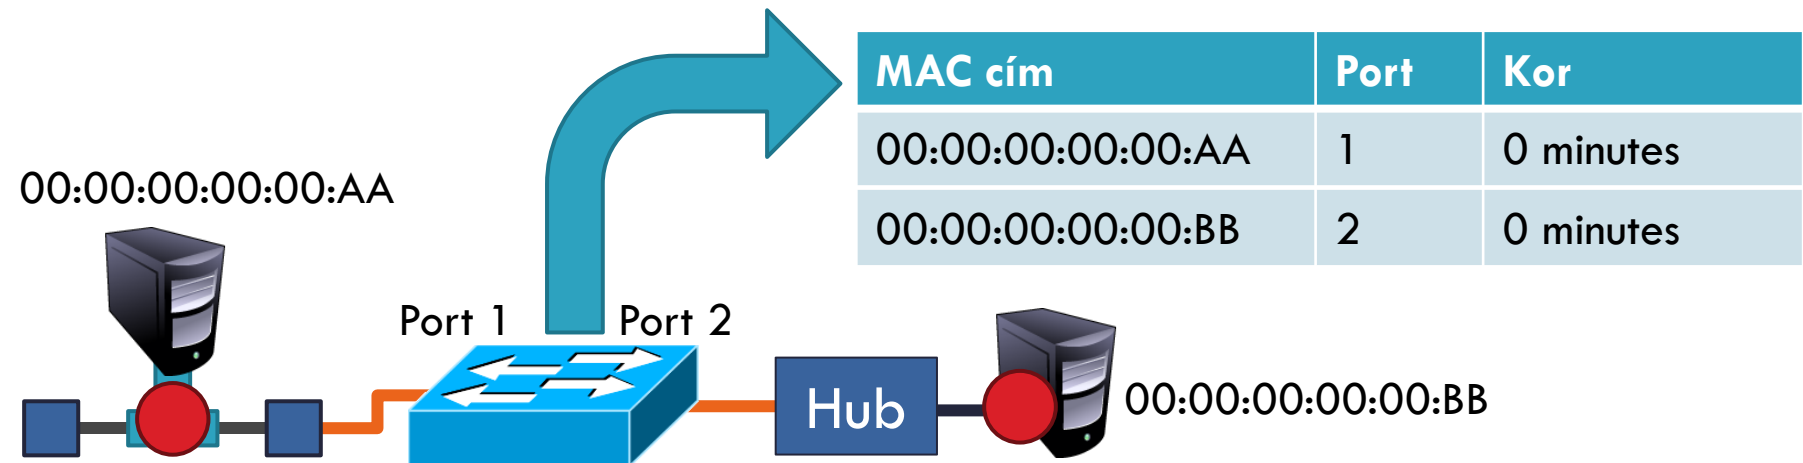 MAC cím Port Kor
00:00:00:00:00:AA 1 0 minutes
00:00:00:00:00:BB 2 0 minutes
00:00:00:00:00:AA
Port 1 Port 2
Hub
00:00:00:00:00:BB